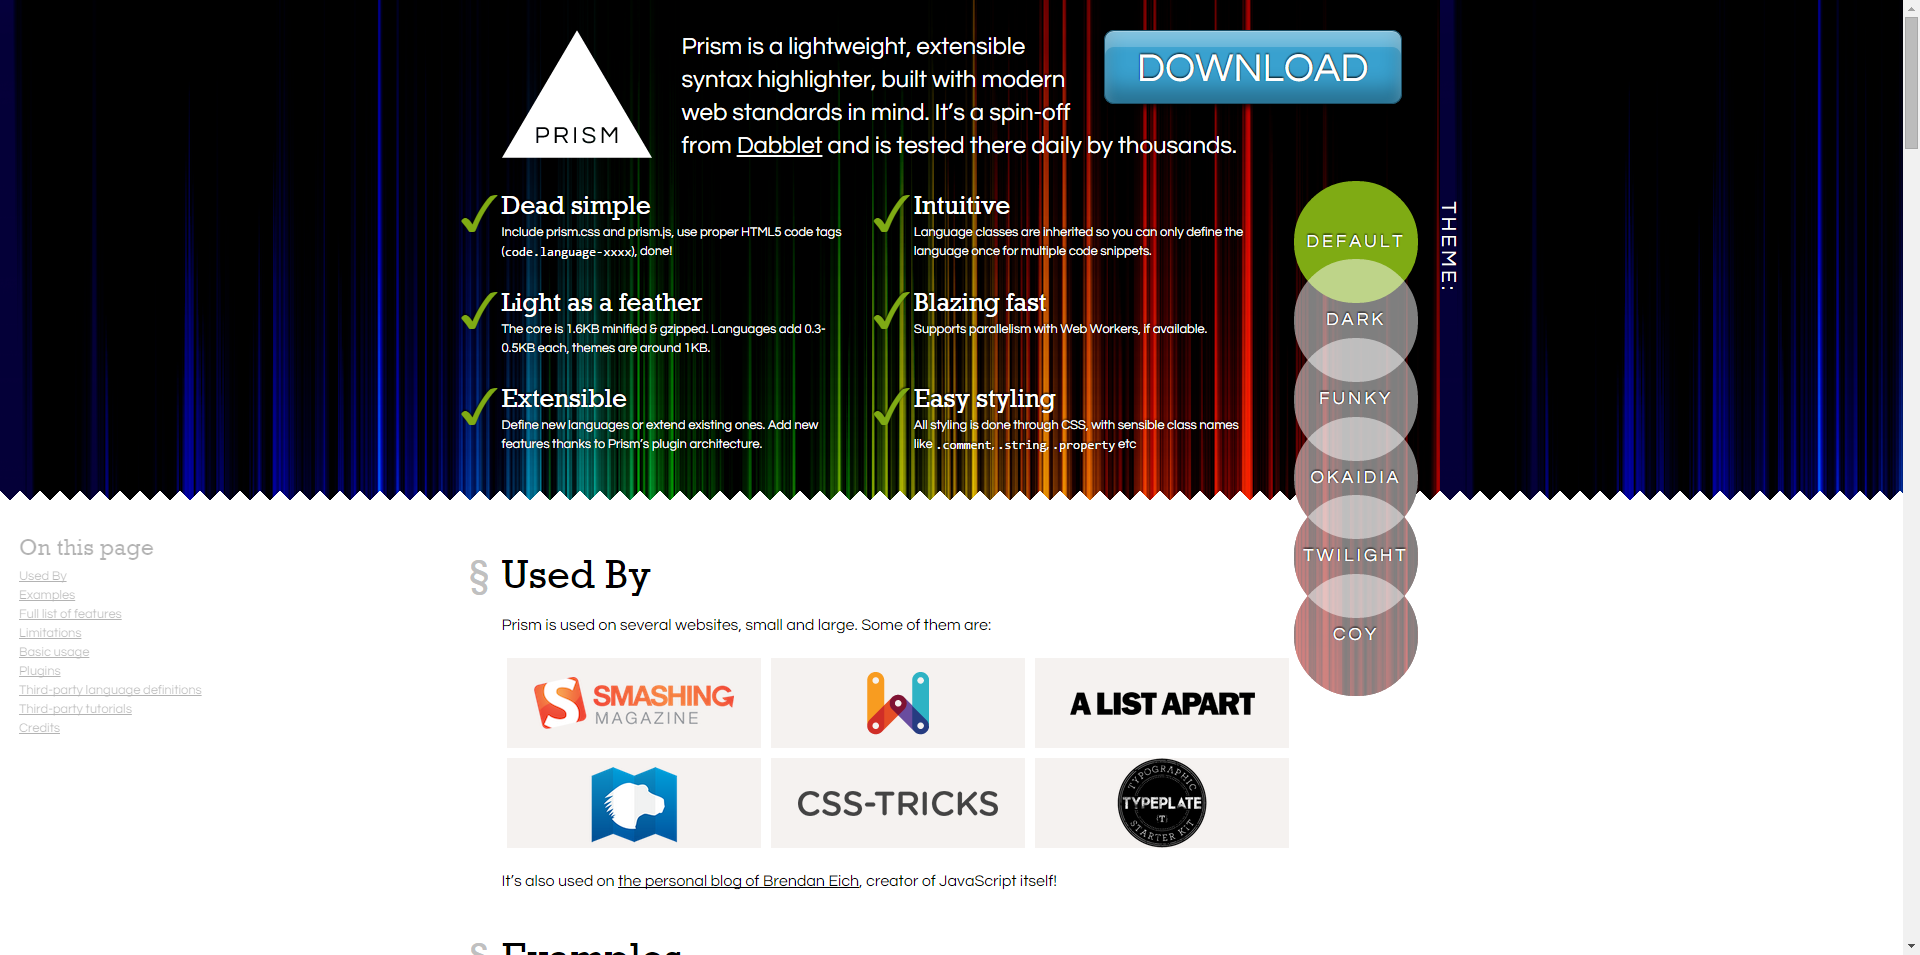 PRISM
Prism is a lightweight, extensible
syntax highlighter, built with modern
web standards in mind. It’s a spin-off
from Dabblet and is tested there daily by thousands.
DOWNLOAD
Dead simple
Include prism.css and prism.js, use proper HTML5 code tags
(code.language-xxxx), done!
Intuitive
Language classes are inherited so you can only define the
language once for multiple code snippets.
Light as a feather
The core is 1.6KB minified & gzipped. Languages add 0.3-
0.5KB each, themes are around 1KB.
Blazing fast
Supports parallelism with Web Workers, if available.
Extensible
Define new languages or extend existing ones. Add new
features thanks to Prism’s plugin architecture.
Easy styling
All styling is done through CSS, with sensible class names
like .comment, .string, .property etc
THEME:
DEFAULT
DARK
FUNKY
OKAIDIA
TWILIGHT
COY
On this page
Used By
Examples
Full list of features
Limitations
Basic usage
Plugins
Third-party language definitions
Third-party tutorials
Credits
§ Used By
Prism is used on several websites, small and large. Some of them are:
SMASHING
MAGAZINE
A LIST APART
CSS-TRICKS
TYPOGRAPHIC
TYPEPLATE
{T}
STARTER KIT
It’s also used on the personal blog of Brendan Eich, creator of JavaScript itself!
§ Examples